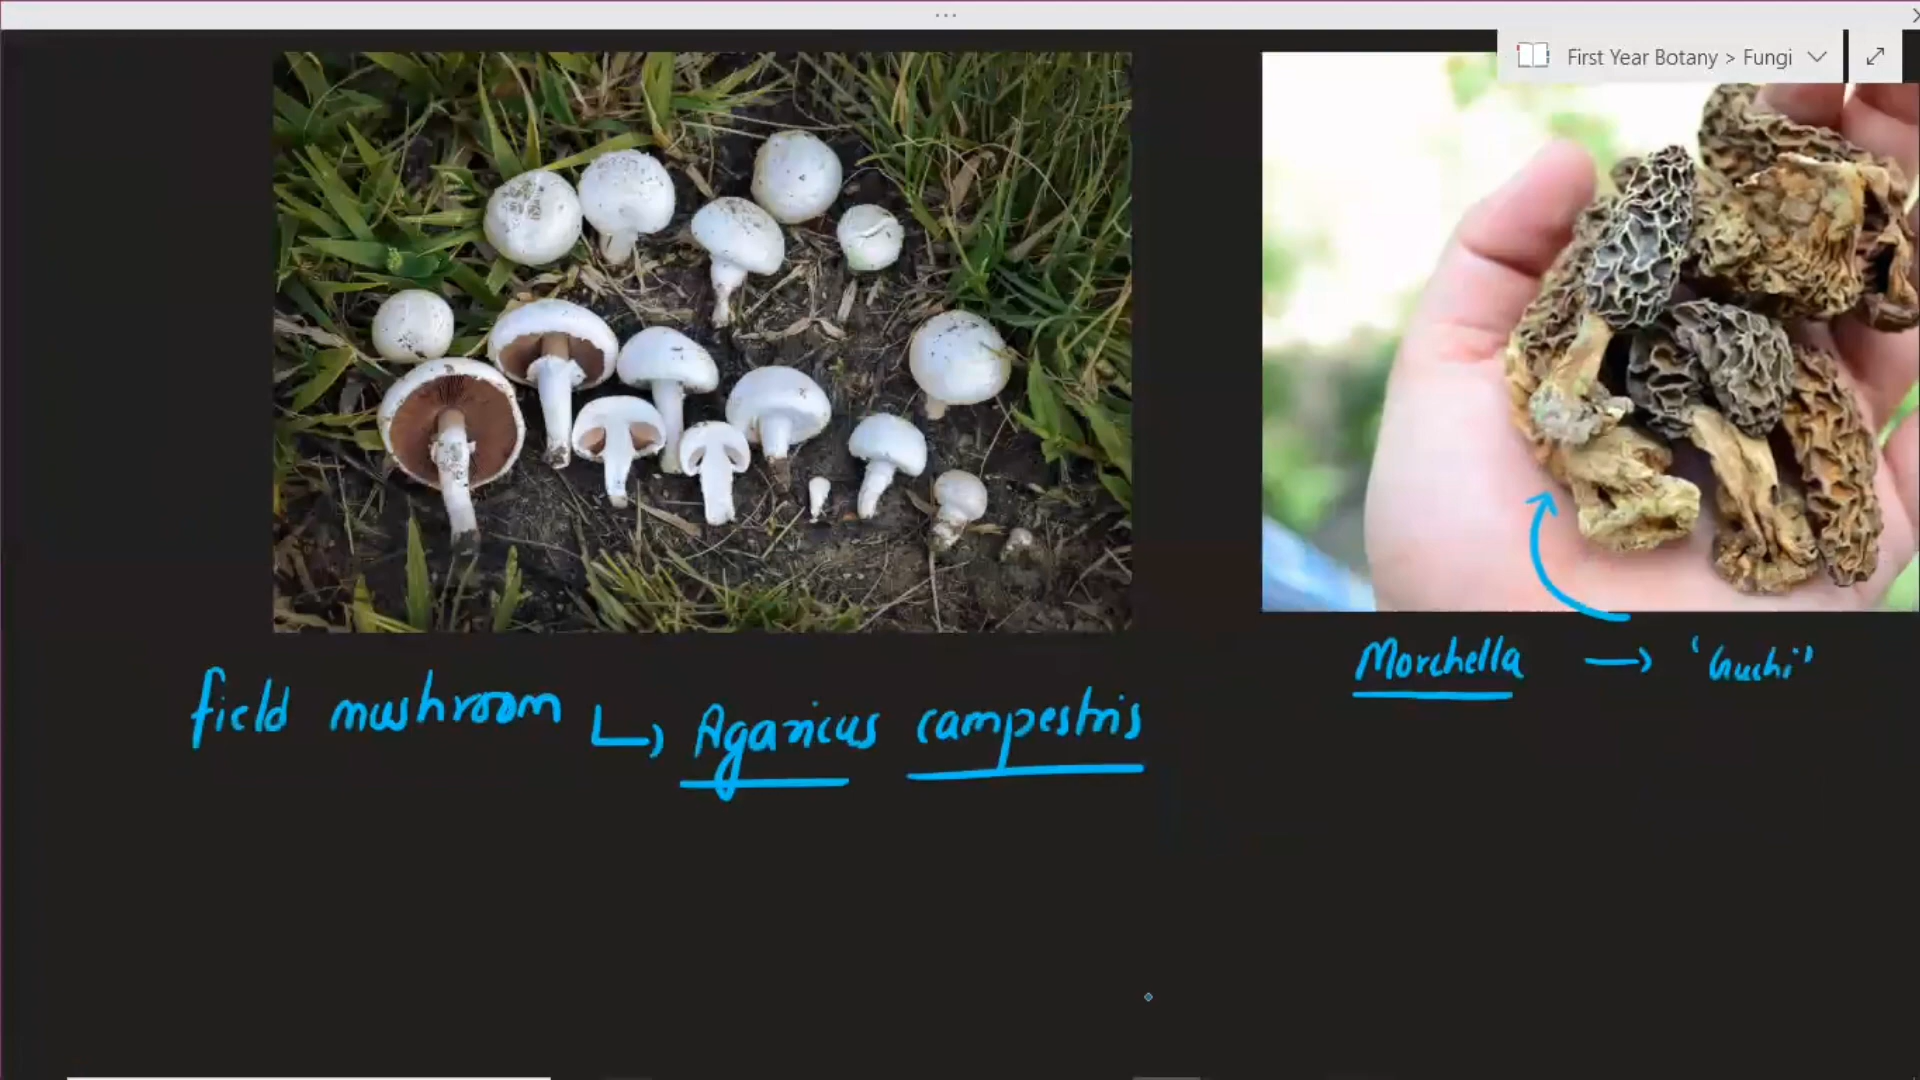 First Year Botany > Fungi
Morchella → 'Guchi'
field mushroom ↳ Agaricus campestris